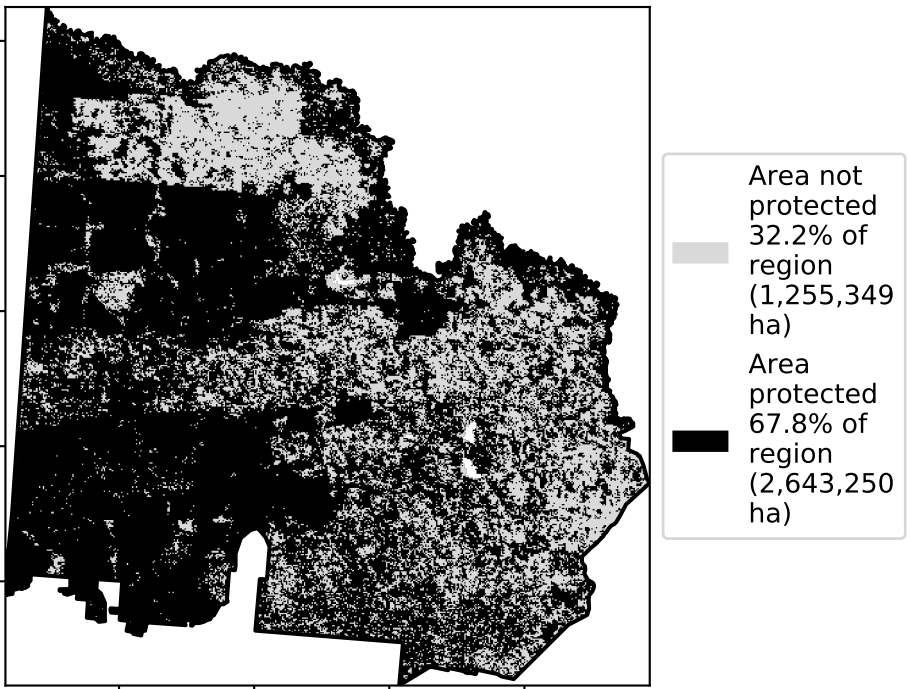 Area not
protected
32.2% of
region
(1,255,349
ha)
Area
protected
67.8% of
region
(2,643,250
ha)